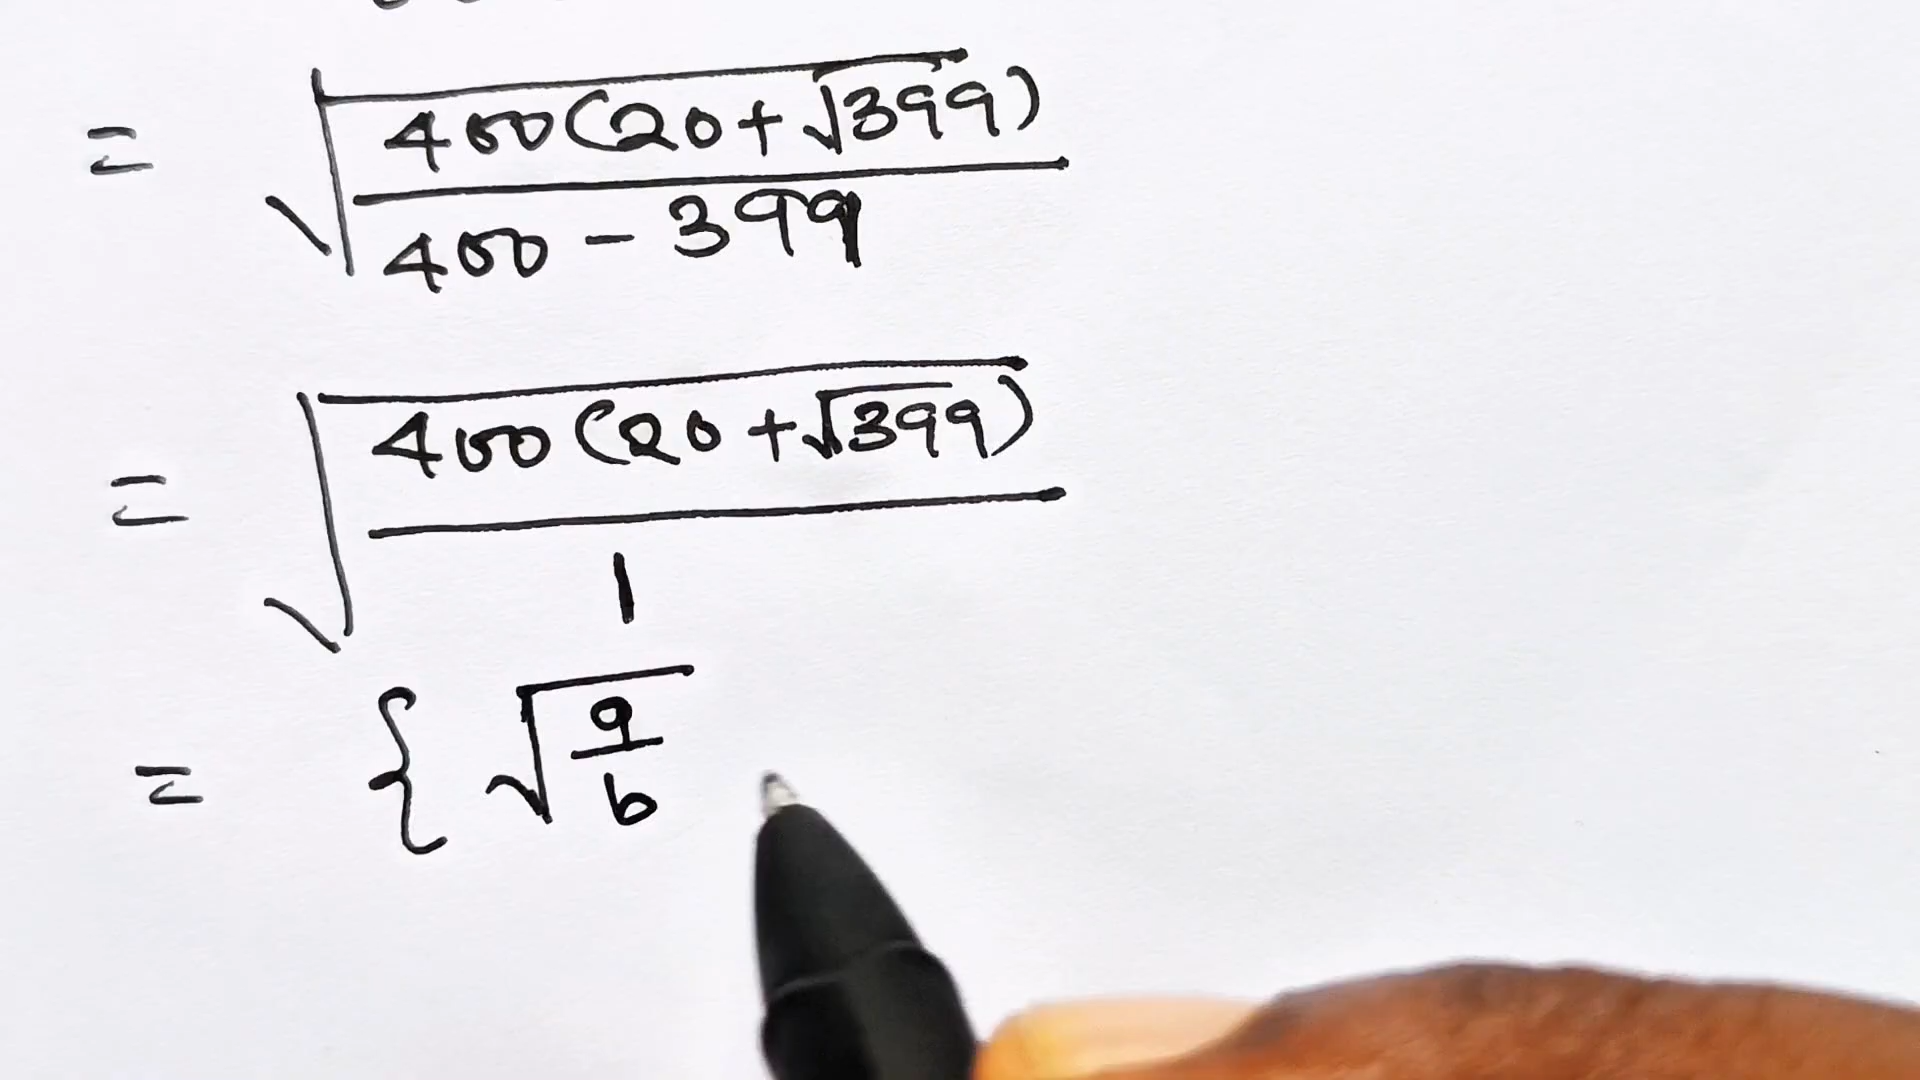 = √(400(20+√399) / 400 - 399)
= √(400(20+√399) / 1)
= { √(a/b)